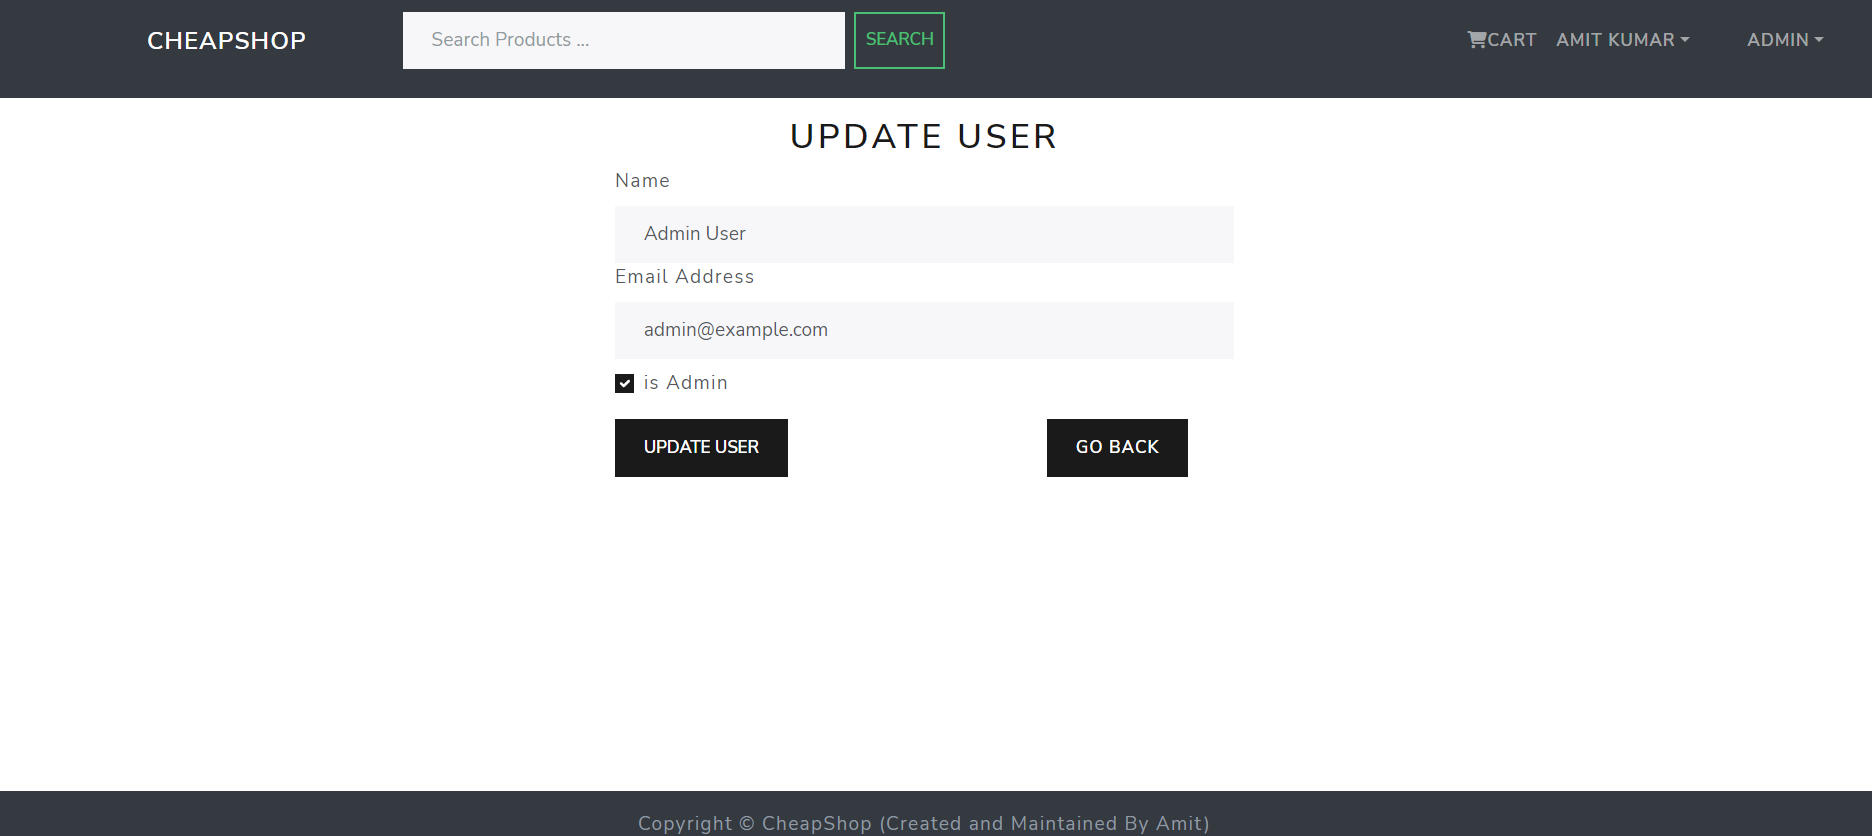 CHEAPSHOP
Search Products ...
SEARCH
CART
AMIT KUMAR
ADMIN
UPDATE USER
Name
Admin User
Email Address
admin@example.com
is Admin
UPDATE USER
GO BACK
Copyright © CheapShop (Created and Maintained By Amit)